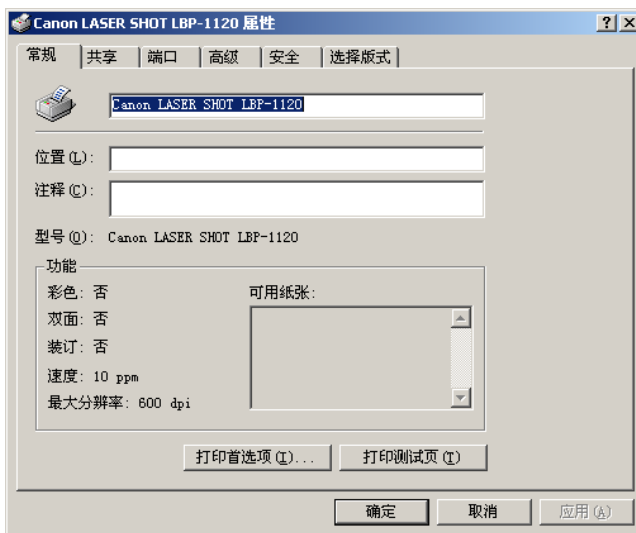 Canon LASER SHOT LBP-1120 属性
常规 共享 端口 高级 安全 选择版式
Canon LASER SHOT LBP-1120
位置(L):
注释(C):
型号(O): Canon LASER SHOT LBP-1120
功能
彩色: 否 可用纸张:
双面: 否
装订: 否
速度: 10 ppm
最大分辨率: 600 dpi
打印首选项(I)... 打印测试页(T)
确定 取消 应用(A)